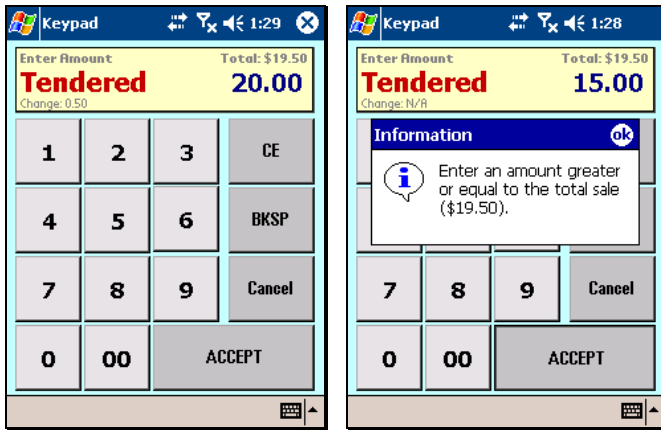 Keypad 1:29
Enter Amount Total: $19.50
Tendered 20.00
Change: 0.50
1 2 3 CE
4 5 6 BKSP
7 8 9 Cancel
0 00 ACCEPT
Keypad 1:28
Enter Amount Total: $19.50
Tendered 15.00
Change: N/A
Information ok
Enter an amount greater
or equal to the total sale
($19.50).
7 8 9 Cancel
0 00 ACCEPT